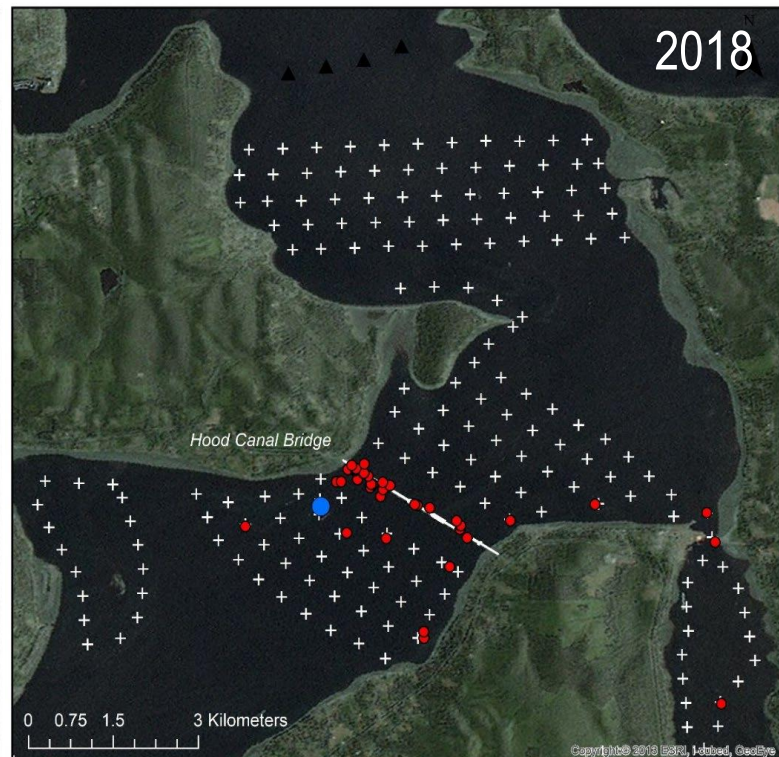 N
2018
Hood Canal Bridge
0 0.75 1.5 3 Kilometers
Copyright:© 2013 ESRI, i-cubed, GeoEye